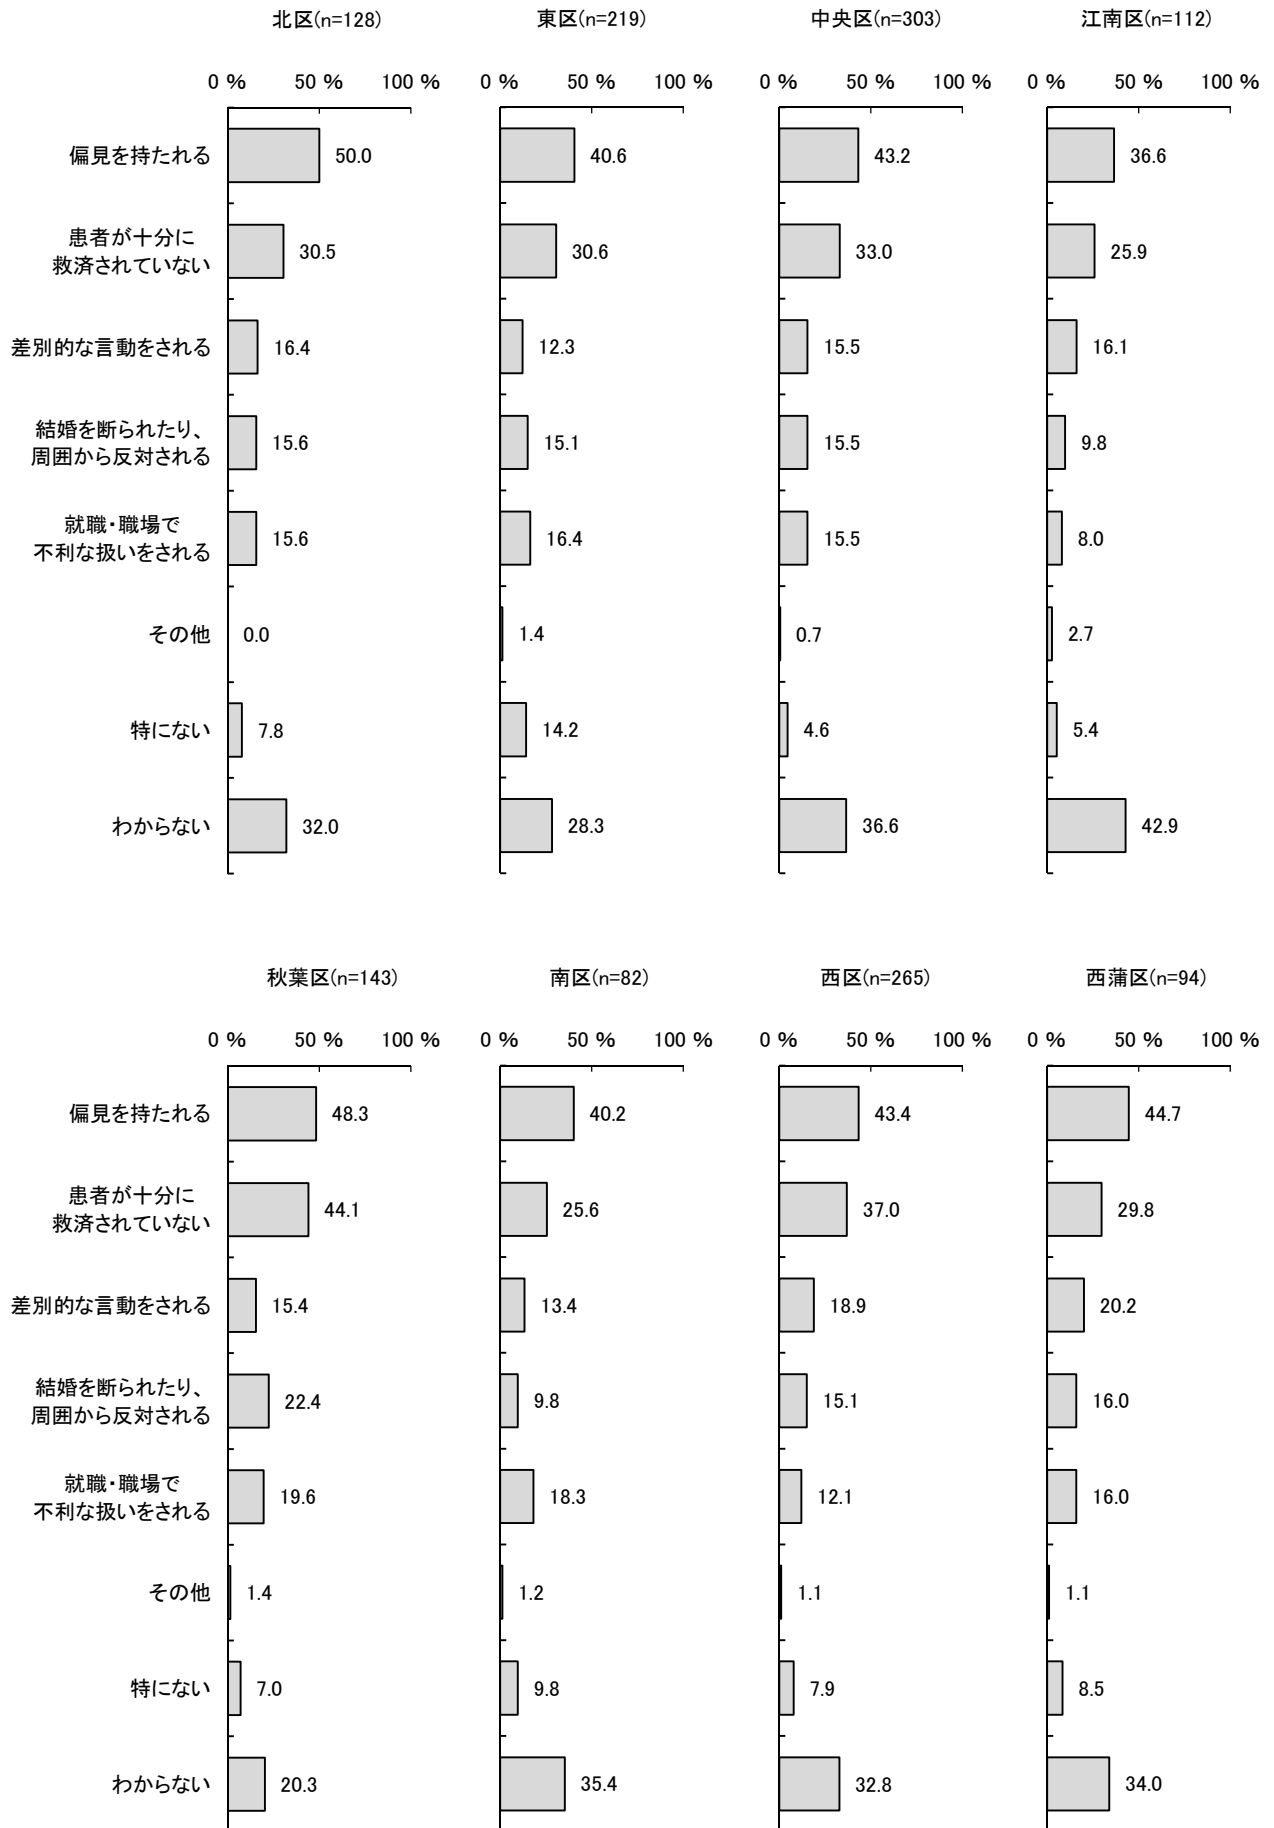 北区(n=128) 東区(n=219) 中央区(n=303) 江南区(n=112)
0 % 50 % 100 % 0 % 50 % 100 % 0 % 50 % 100 % 0 % 50 % 100 %
偏見を持たれる 50.0 40.6 43.2 36.6
患者が十分に
救済されていない 30.5 30.6 33.0 25.9
差別的な言動をされる 16.4 12.3 15.5 16.1
結婚を断られたり、
周囲から反対される 15.6 15.1 15.5 9.8
就職・職場で
不利な扱いをされる 15.6 16.4 15.5 8.0
その他 0.0 1.4 0.7 2.7
特にない 7.8 14.2 4.6 5.4
わからない 32.0 28.3 36.6 42.9
秋葉区(n=143) 南区(n=82) 西区(n=265) 西蒲区(n=94)
0 % 50 % 100 % 0 % 50 % 100 % 0 % 50 % 100 % 0 % 50 % 100 %
偏見を持たれる 48.3 40.2 43.4 44.7
患者が十分に
救済されていない 44.1 25.6 37.0 29.8
差別的な言動をされる 15.4 13.4 18.9 20.2
結婚を断られたり、
周囲から反対される 22.4 9.8 15.1 16.0
就職・職場で
不利な扱いをされる 19.6 18.3 12.1 16.0
その他 1.4 1.2 1.1 1.1
特にない 7.0 9.8 7.9 8.5
わからない 20.3 35.4 32.8 34.0